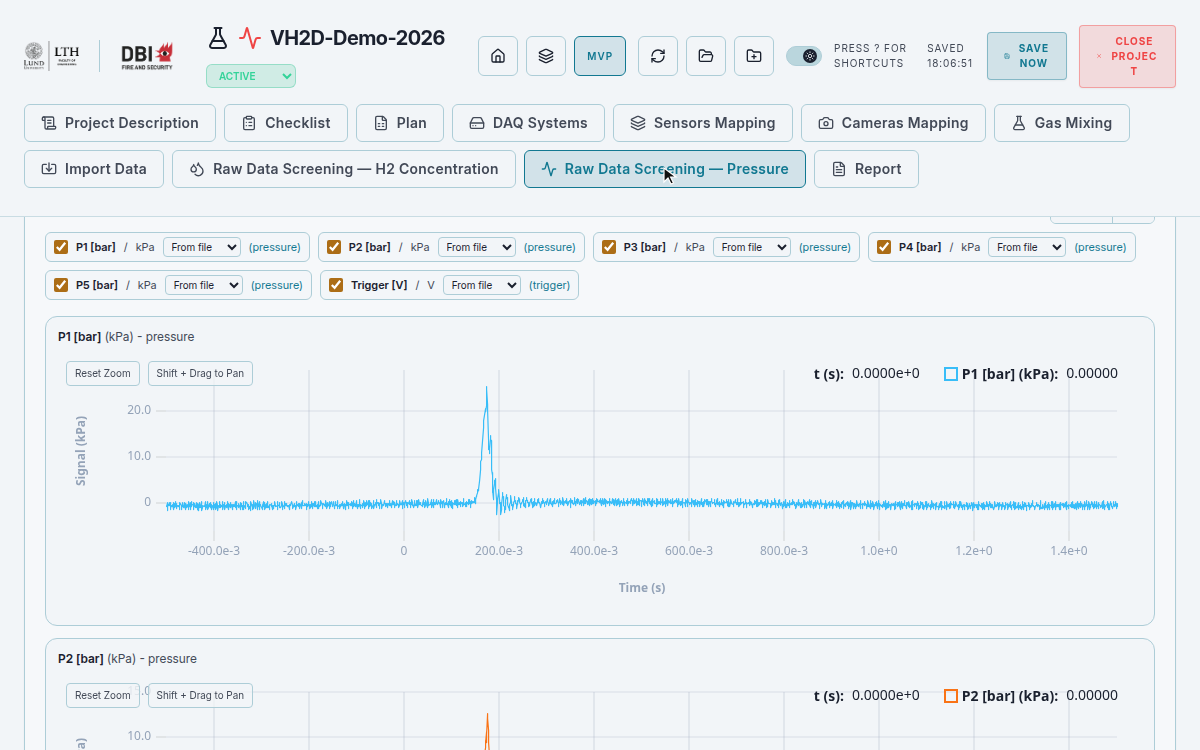 LUND
UNIVERSITY
LTH
DBI
FIRE AND SECURITY
VH2D-Demo-2026
ACTIVE
MVP
PRESS ? FOR
SHORTCUTS
SAVED
18:06:51
SAVE
NOW
CLOSE
PROJEC
T
Project Description
Checklist
Plan
DAQ Systems
Sensors Mapping
Cameras Mapping
Gas Mixing
Import Data
Raw Data Screening — H2 Concentration
Raw Data Screening — Pressure
Report
P1 [bar] / kPa From file (pressure)
P2 [bar] / kPa From file (pressure)
P3 [bar] / kPa From file (pressure)
P4 [bar] / kPa From file (pressure)
P5 [bar] / kPa From file (pressure)
Trigger [V] / V From file (trigger)
P1 [bar] (kPa) - pressure
Reset Zoom
Shift + Drag to Pan
t (s): 0.0000e+0
P1 [bar] (kPa): 0.00000
Signal (kPa)
20.0
10.0
0
-400.0e-3 -200.0e-3 0 200.0e-3 400.0e-3 600.0e-3 800.0e-3 1.0e+0 1.2e+0 1.4e+0
Time (s)
P2 [bar] (kPa) - pressure
Reset Zoom
Shift + Drag to Pan
t (s): 0.0000e+0
P2 [bar] (kPa): 0.00000
10.0